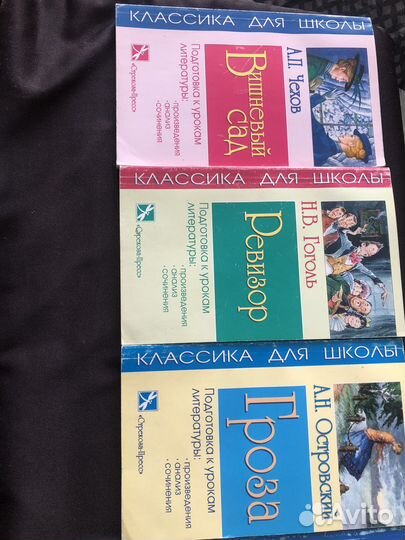 КЛАССИКА ДЛЯ ШКОЛЫ
А.П. Чехов
Вишневый
сад
Подготовка к урокам
литературы:
·произведения
·анализ
·сочинения
«Стрекоза-Пресс»
КЛАССИКА ДЛЯ ШКОЛЫ
Н.В. Гоголь
Ревизор
Подготовка к урокам
литературы:
·произведения
·анализ
·сочинения
«Стрекоза-Пресс»
КЛАССИКА ДЛЯ ШКОЛЫ
А.Н. Островский
Гроза
Подготовка к урокам
литературы:
·произведения
·анализ
·сочинения
«Стрекоза-Пресс»
Avito